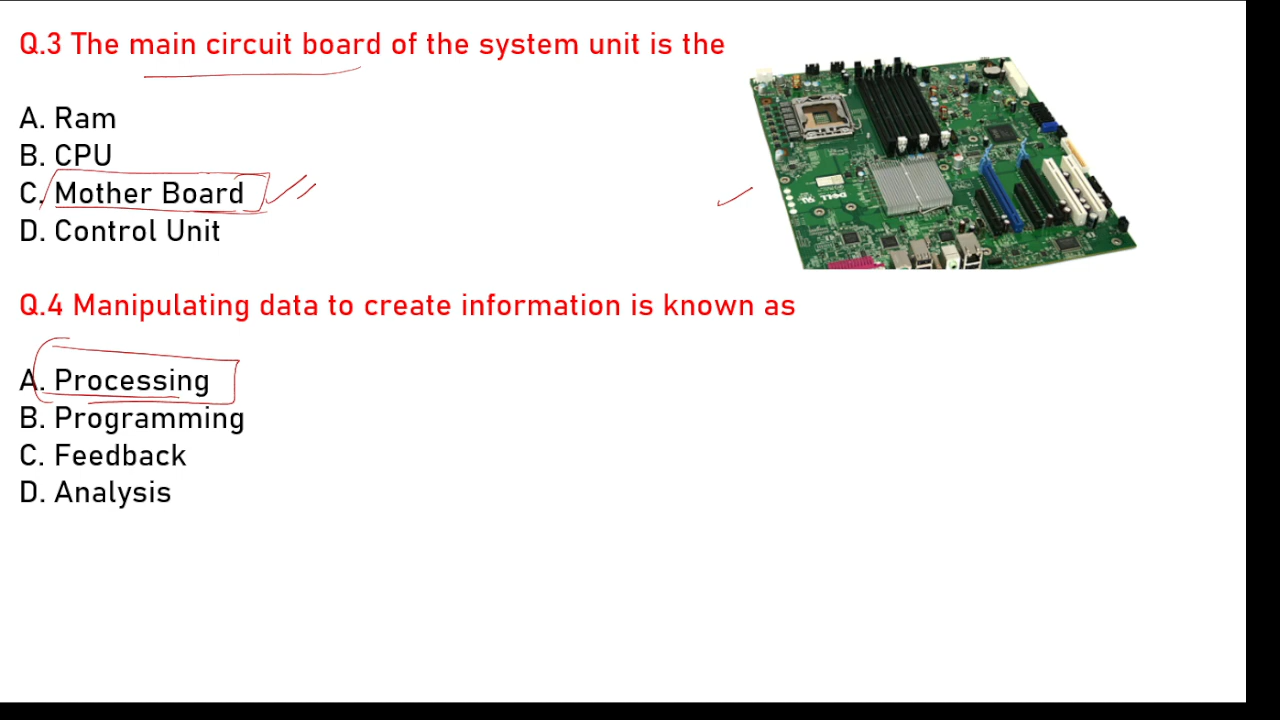 Q.3 The main circuit board of the system unit is the
A. Ram
B. CPU
C. Mother Board
D. Control Unit
DELL
Q.4 Manipulating data to create information is known as
A. Processing
B. Programming
C. Feedback
D. Analysis